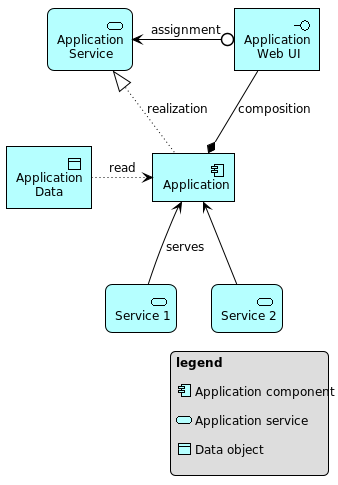 assignment
Application
Service
Application
Web UI
realization
composition
read
Application
Data
Application
serves
Service 1
Service 2
legend
Application component
Application service
Data object